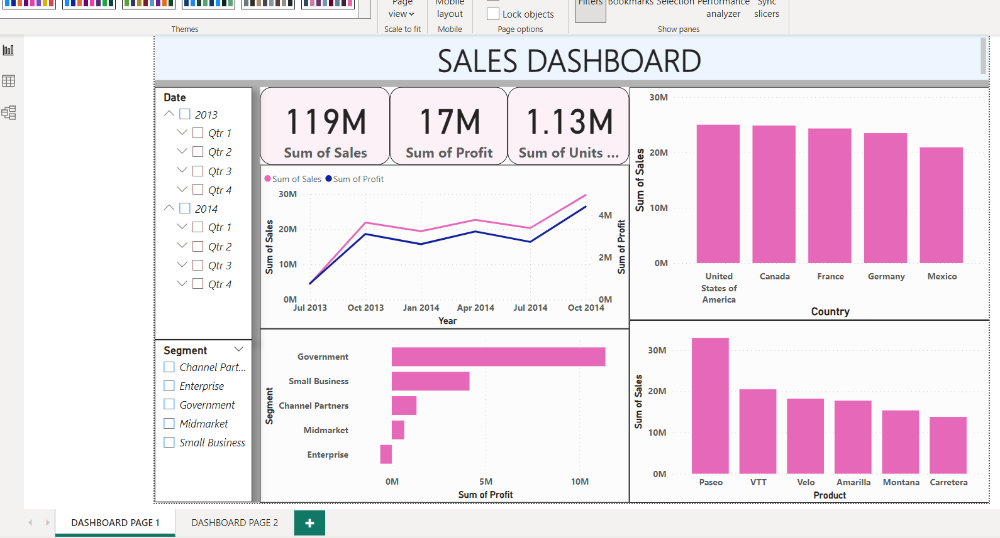 Page
view
Mobile
layout
Lock objects
Filters
Bookmarks
Selection
Performance
analyzer
Sync
slicers
Themes
Scale to fit
Mobile
Page options
Show panes
SALES DASHBOARD
Date
2013
Qtr 1
Qtr 2
Qtr 3
Qtr 4
2014
Qtr 1
Qtr 2
Qtr 3
Qtr 4
Segment
Channel Part...
Enterprise
Government
Midmarket
Small Business
119M
Sum of Sales
17M
Sum of Profit
1.13M
Sum of Units ...
Sum of Sales
Sum of Profit
30M
20M
10M
0M
Sum of Sales
4M
2M
0M
Sum of Profit
Jul 2013
Oct 2013
Jan 2014
Apr 2014
Jul 2014
Oct 2014
Year
Segment
Government
Small Business
Channel Partners
Midmarket
Enterprise
0M
5M
10M
Sum of Profit
30M
20M
10M
0M
Sum of Sales
United
States of
America
Canada
France
Germany
Mexico
Country
30M
20M
10M
0M
Sum of Sales
Paseo
VTT
Velo
Amarilla
Montana
Carretera
Product
DASHBOARD PAGE 1
DASHBOARD PAGE 2